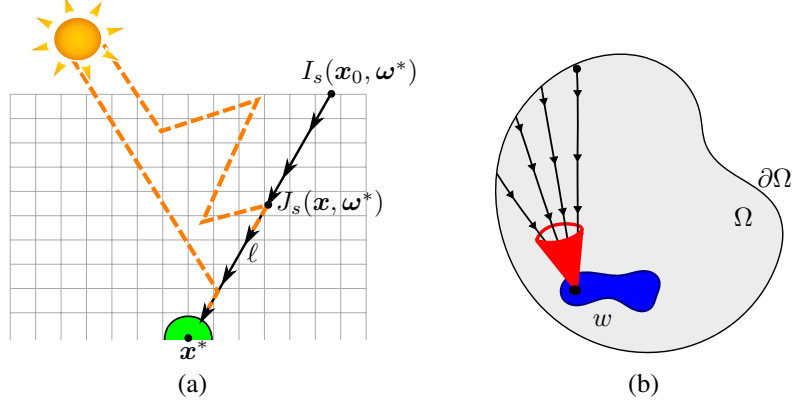 I_s(x_0, ω*)
J_s(x, ω*)
ℓ
x*
(a)
∂Ω
Ω
w
(b)